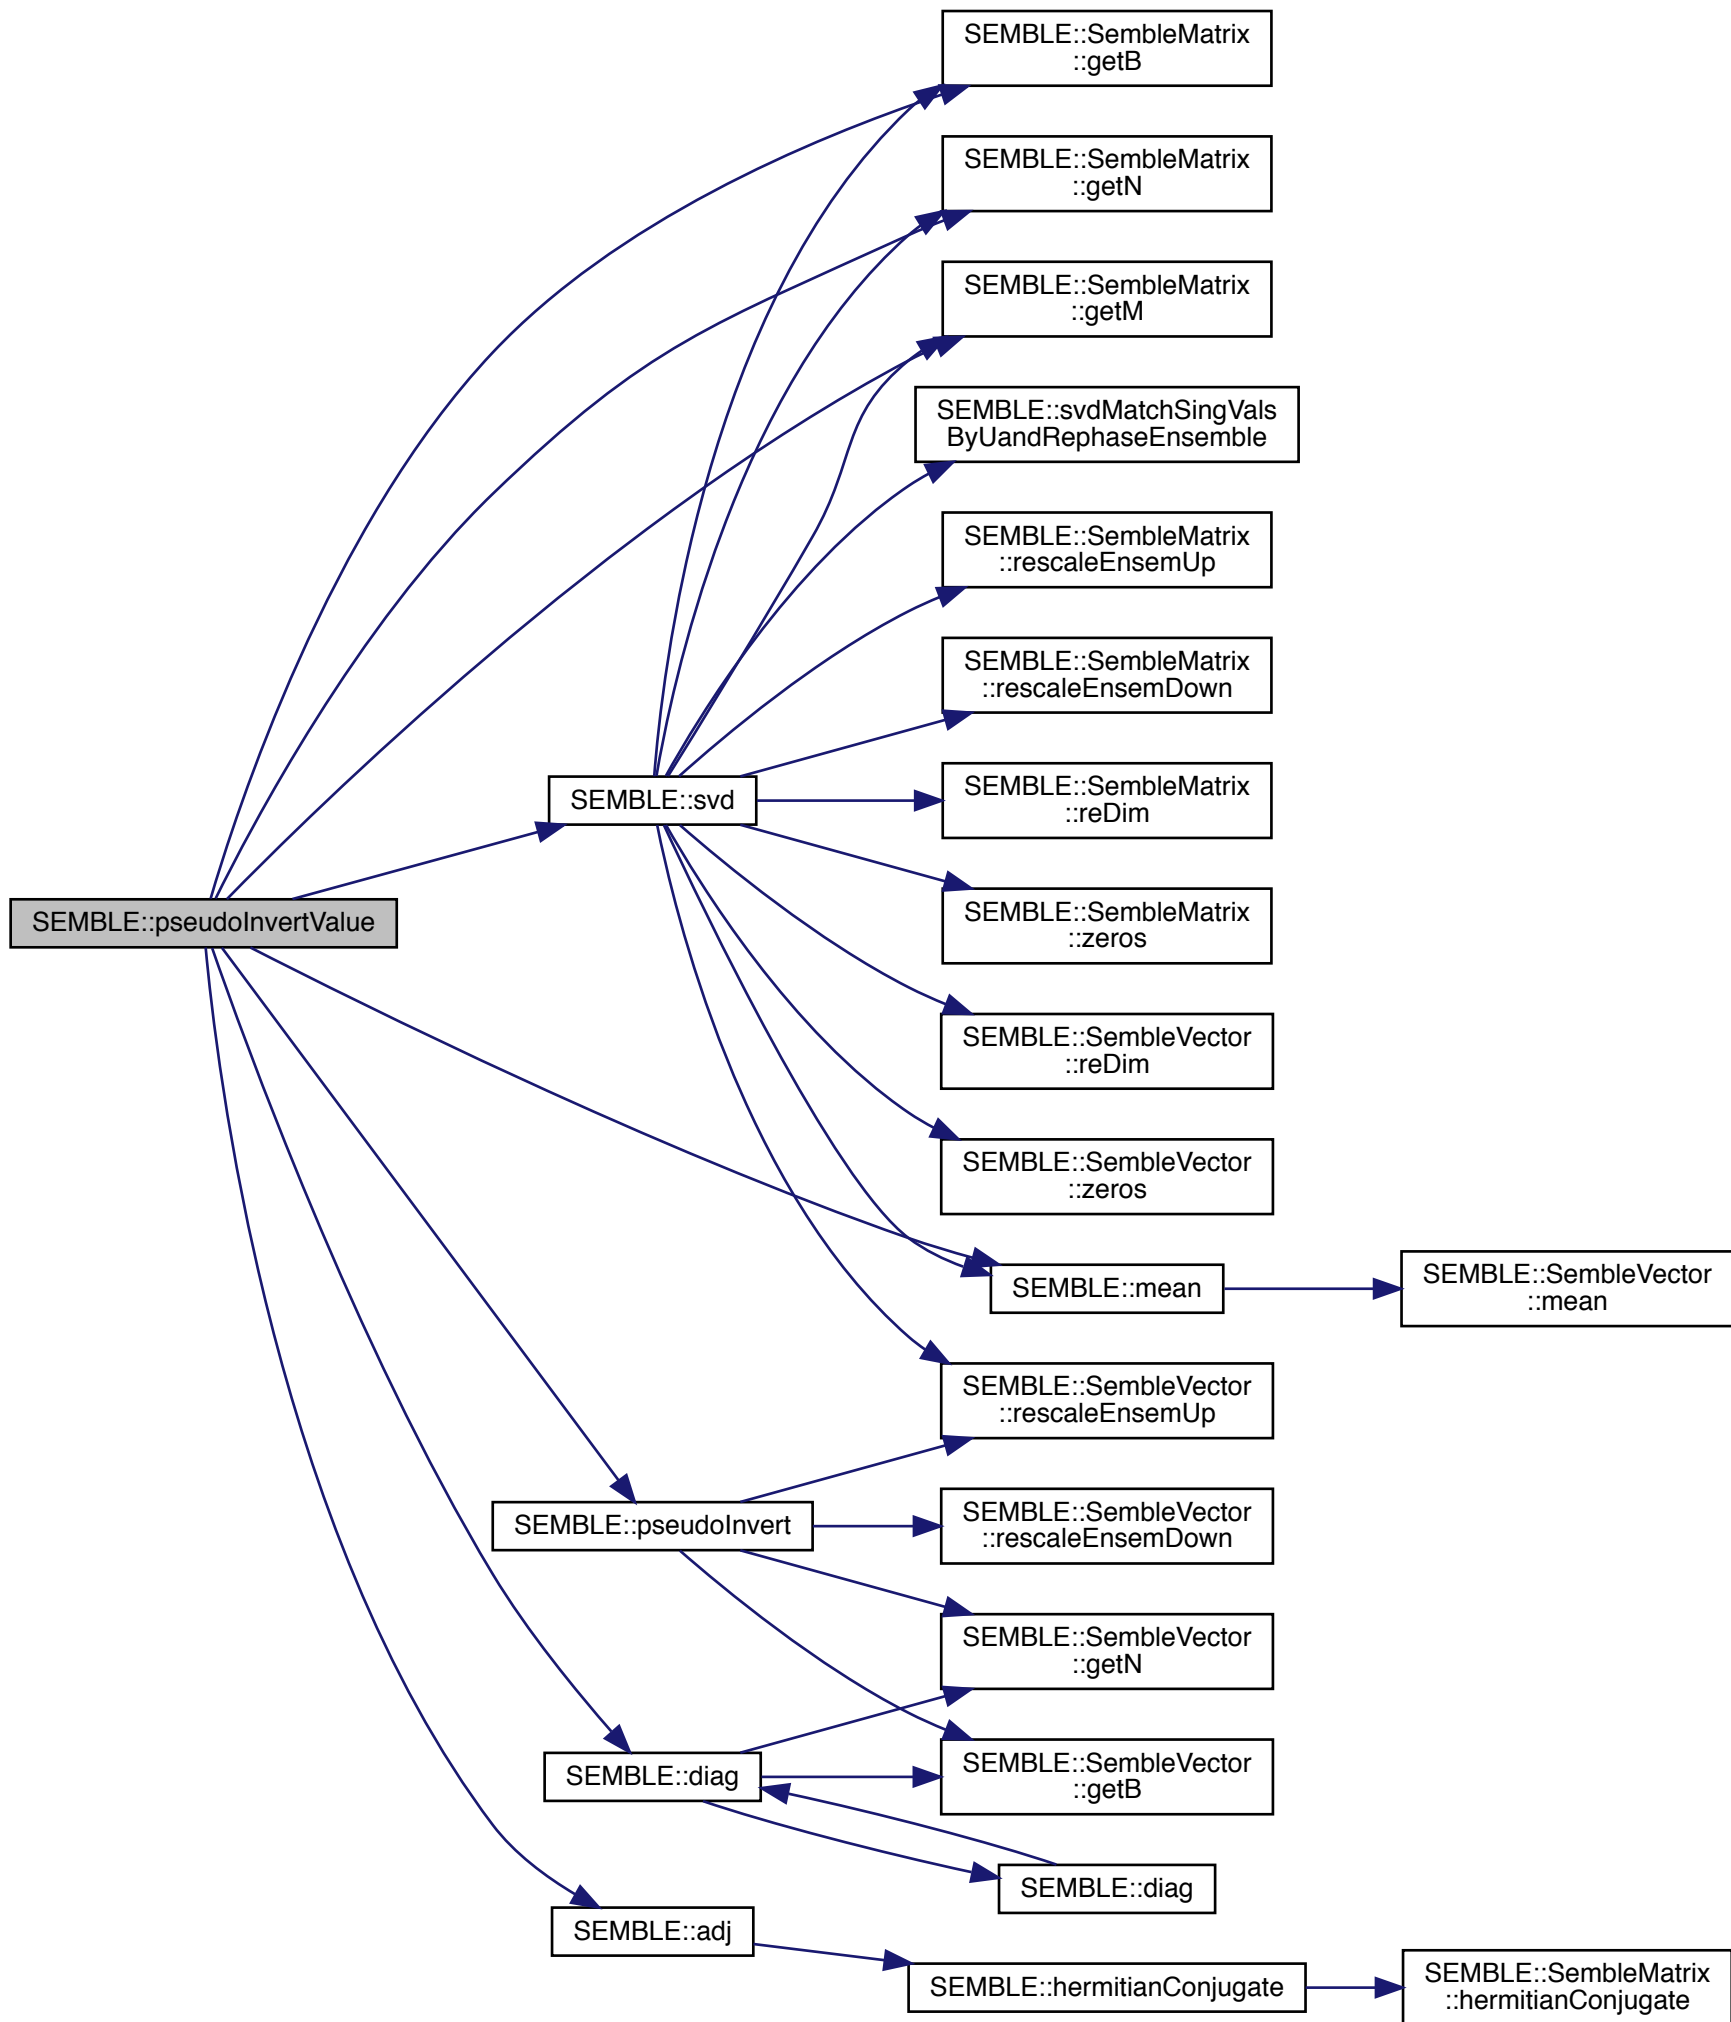 SEMBLE::SembleMatrix
::getB
SEMBLE::SembleMatrix
::getN
SEMBLE::SembleMatrix
::getM
SEMBLE::svdMatchSingVals
ByUandRephaseEnsemble
SEMBLE::SembleMatrix
::rescaleEnsemUp
SEMBLE::SembleMatrix
::rescaleEnsemDown
SEMBLE::svd
SEMBLE::SembleMatrix
::reDim
SEMBLE::pseudoInvertValue
SEMBLE::SembleMatrix
::zeros
SEMBLE::SembleVector
::reDim
SEMBLE::SembleVector
::zeros
SEMBLE::mean
SEMBLE::SembleVector
::mean
SEMBLE::SembleVector
::rescaleEnsemUp
SEMBLE::pseudoInvert
SEMBLE::SembleVector
::rescaleEnsemDown
SEMBLE::SembleVector
::getN
SEMBLE::diag
SEMBLE::SembleVector
::getB
SEMBLE::diag
SEMBLE::adj
SEMBLE::hermitianConjugate
SEMBLE::SembleMatrix
::hermitianConjugate